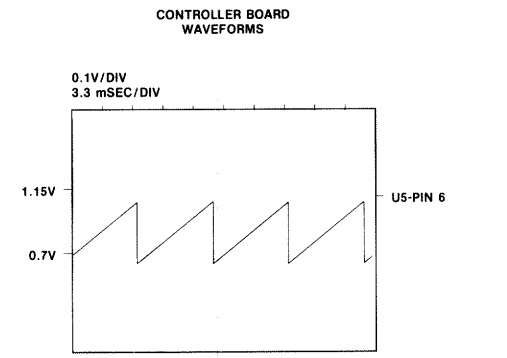 CONTROLLER BOARD
WAVEFORMS
0.1V/DIV
3.3 mSEC/DIV
1.15V
U5-PIN 6
0.7V